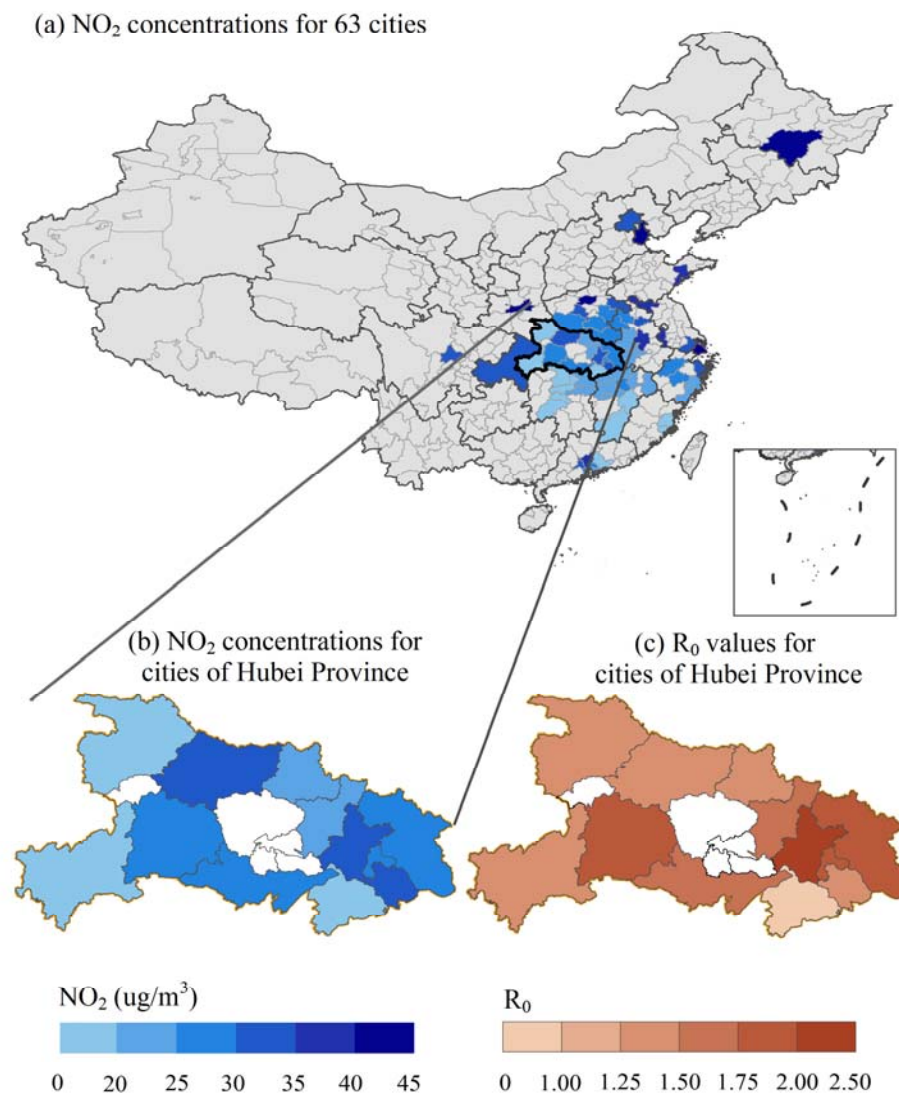 (a) NO₂ concentrations for 63 cities
(b) NO₂ concentrations for
cities of Hubei Province
(c) R₀ values for
cities of Hubei Province
NO₂ (ug/m³)
0 20 25 30 35 40 45
R₀
0 1.00 1.25 1.50 1.75 2.00 2.50